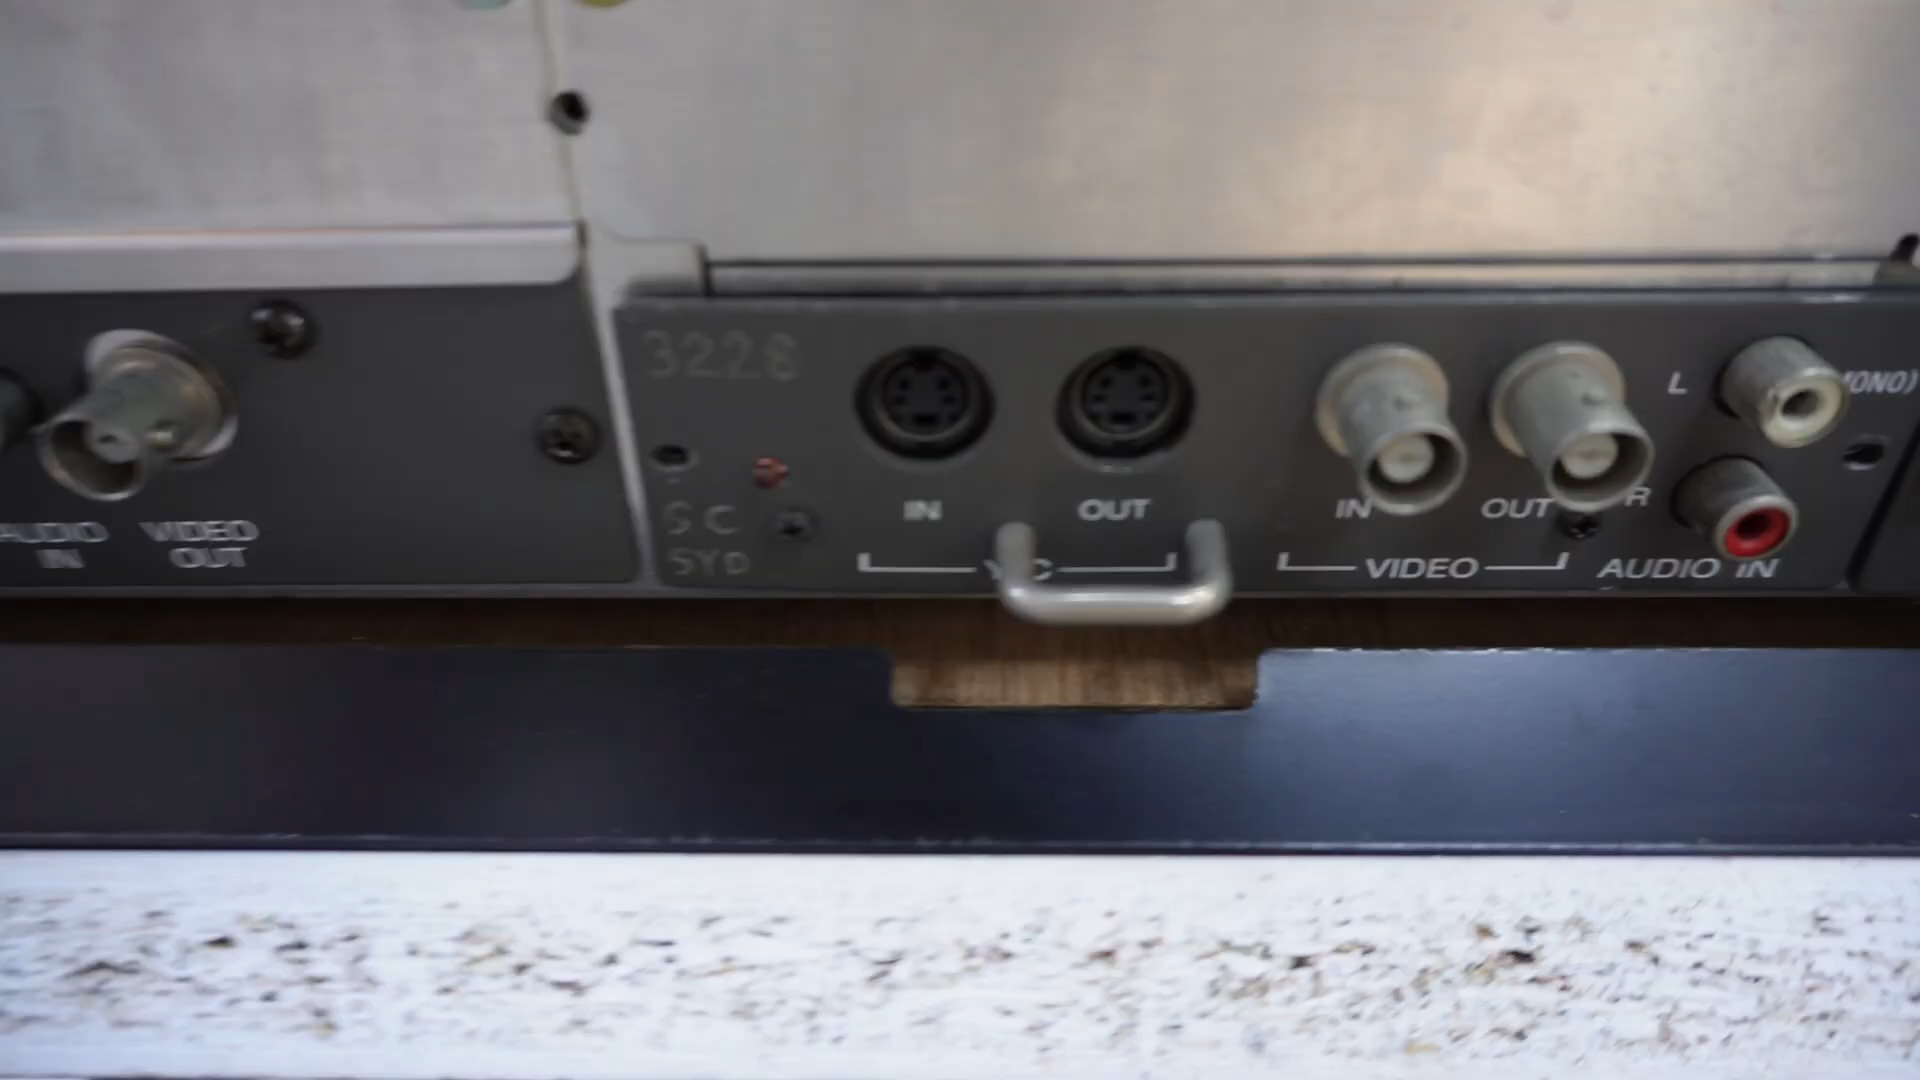 3228
L (MONO)
IN OUT IN OUT R
SC
SYD
AUDIO IN
VIDEO OUT
Y/C VIDEO AUDIO IN